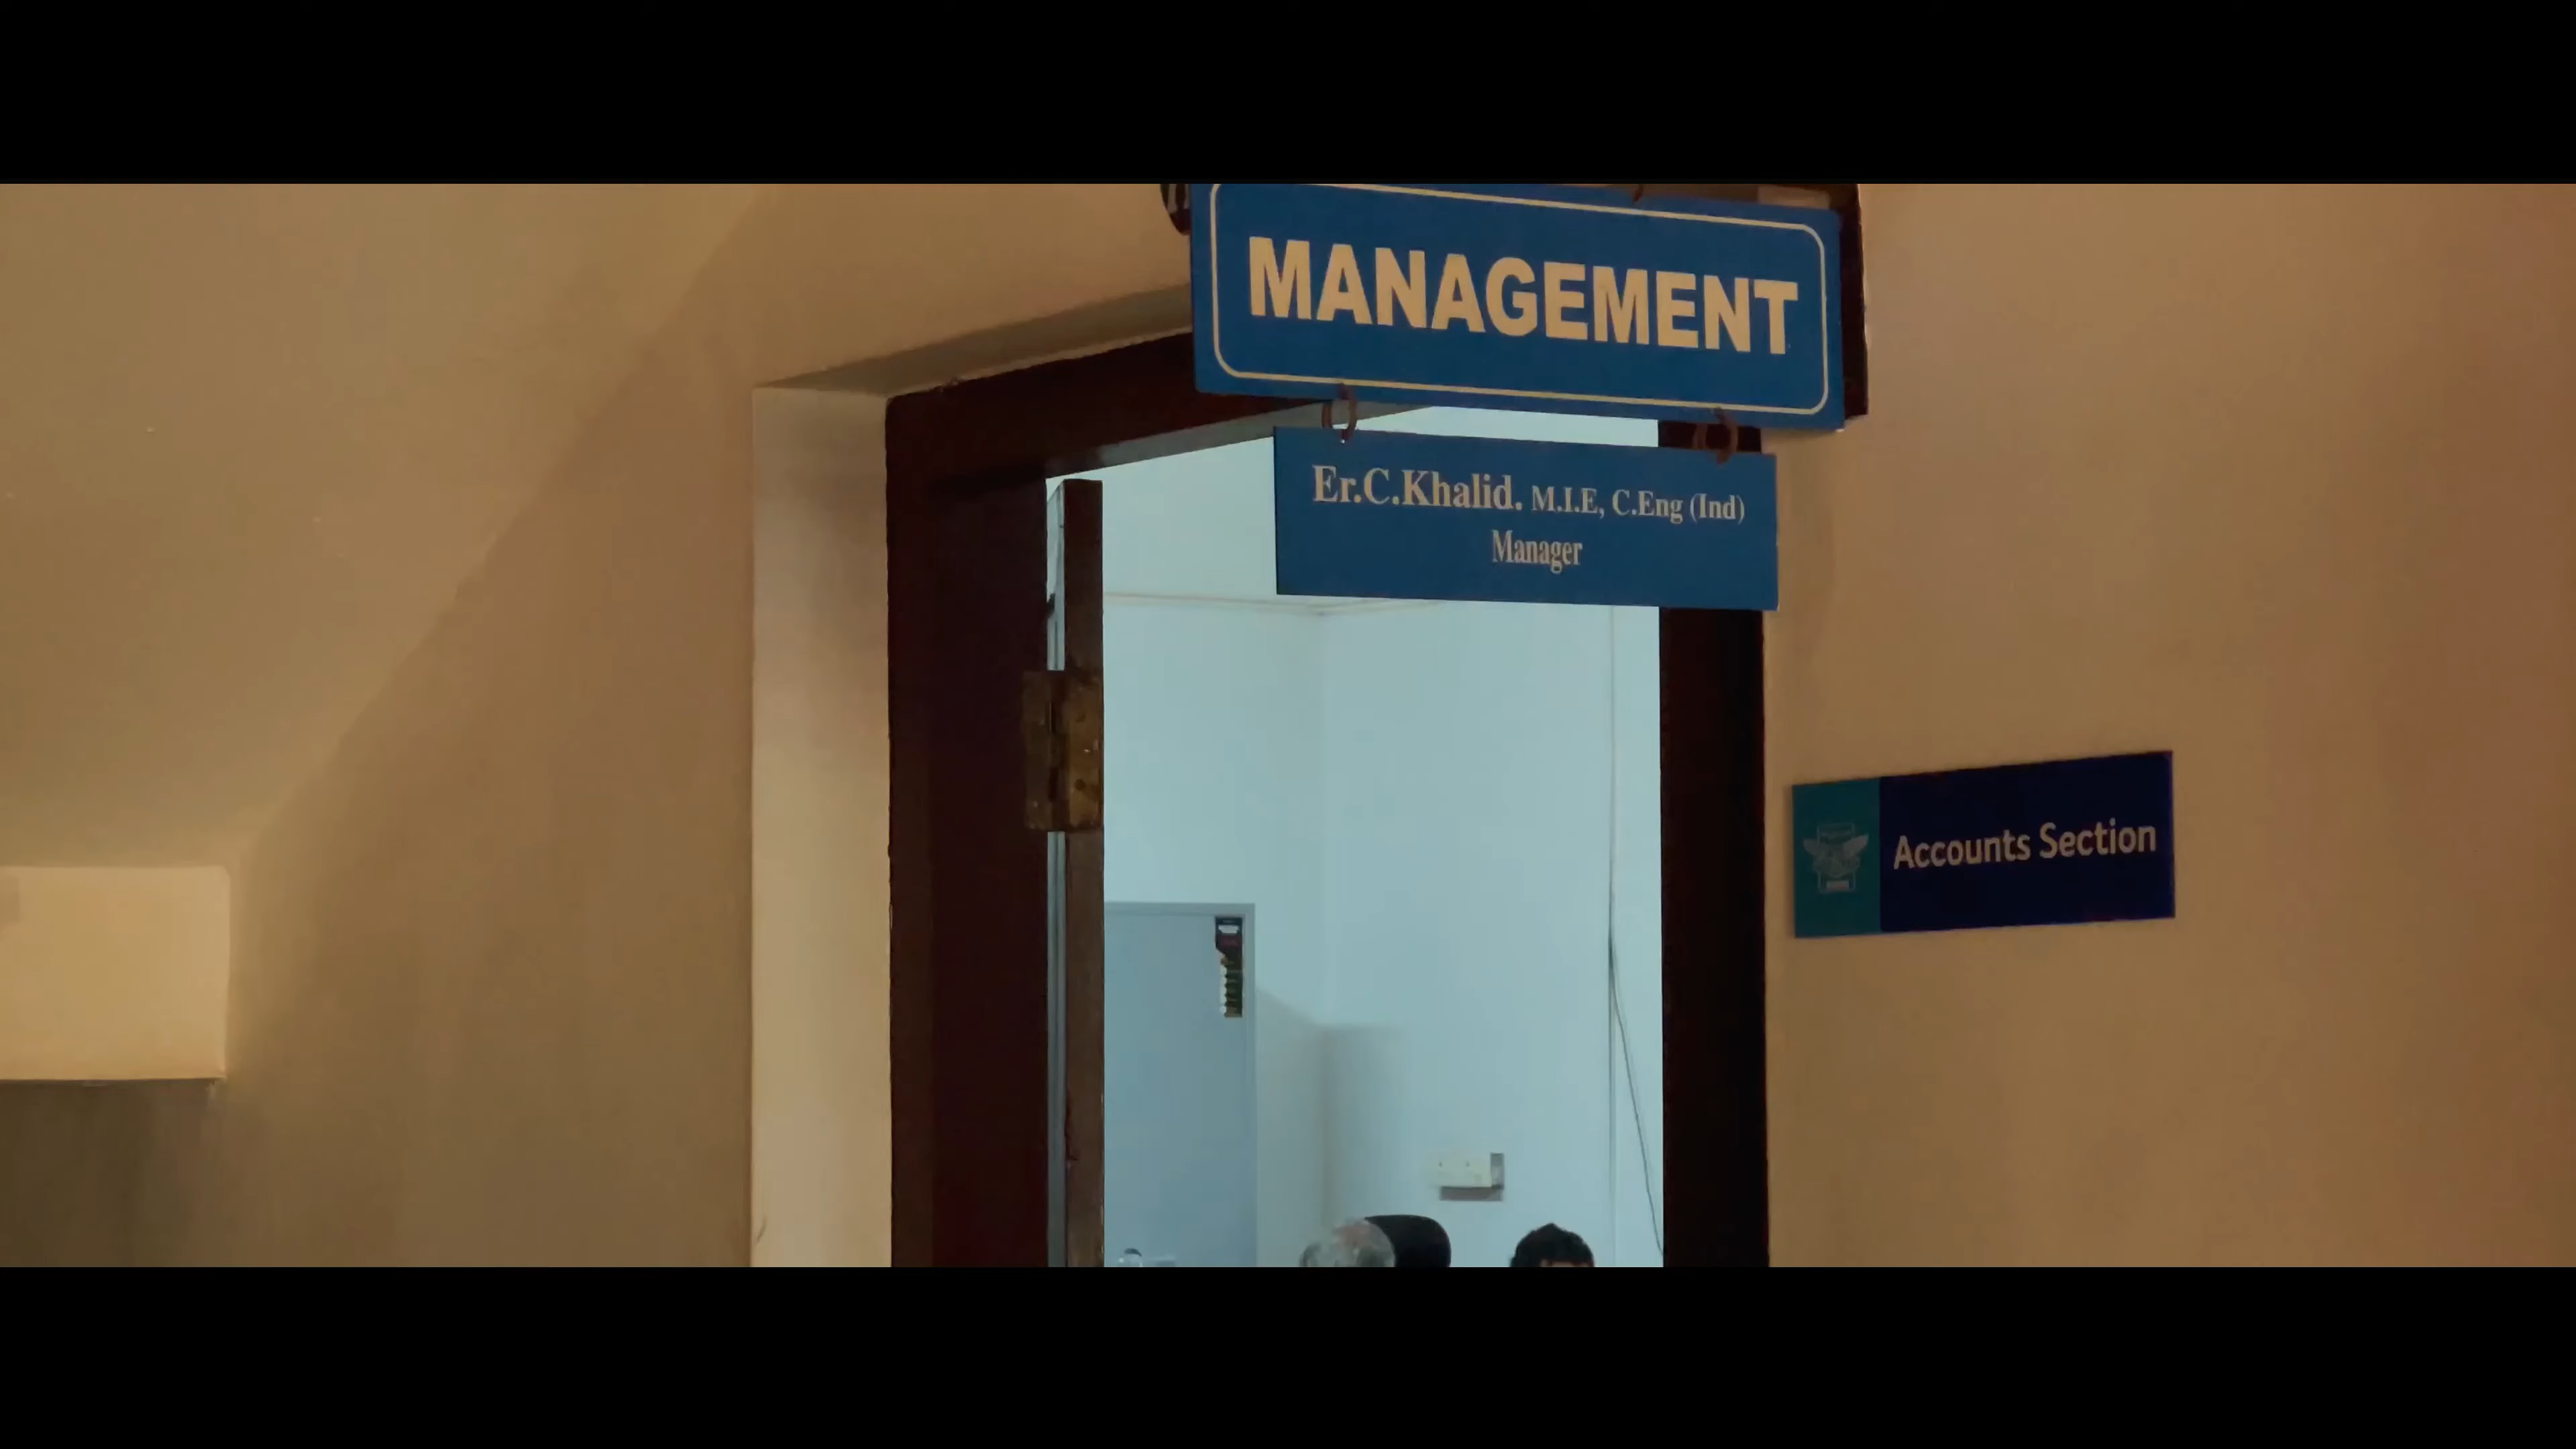 MANAGEMENT
Er.C.Khalid. M.I.E, C.Eng (Ind)
Manager
Accounts Section